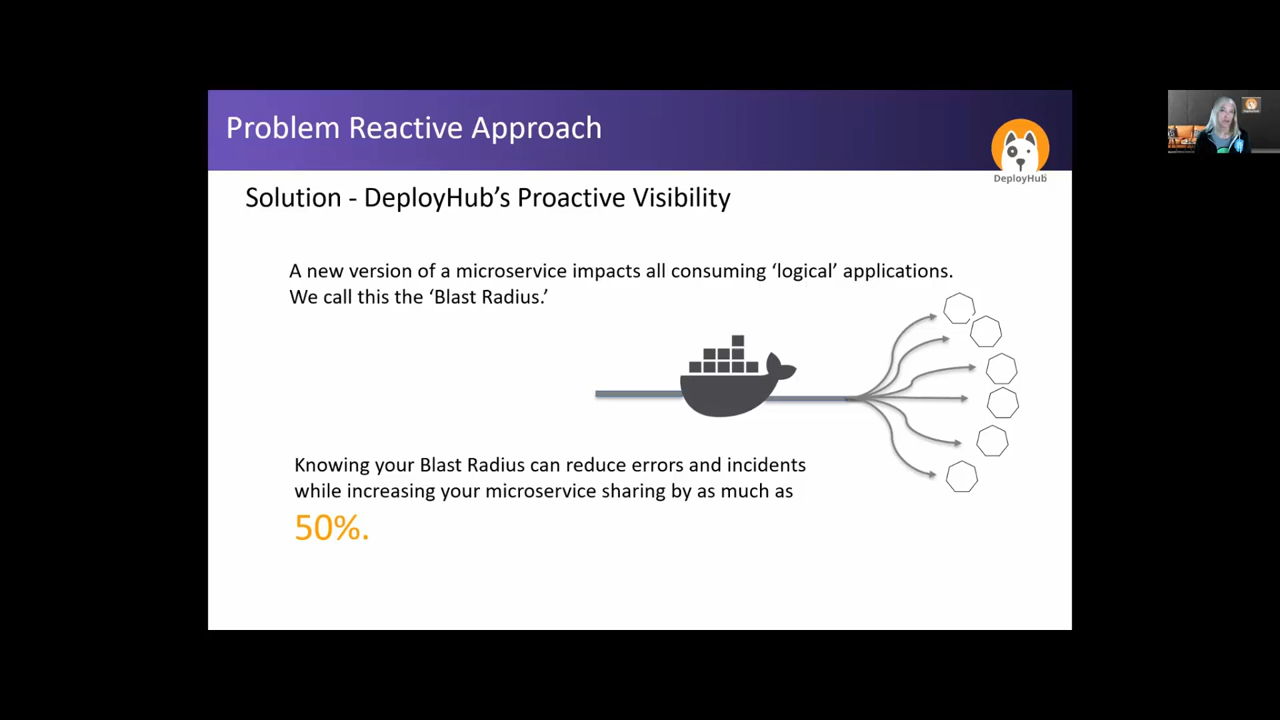 Problem Reactive Approach
DeployHub
Solution - DeployHub’s Proactive Visibility
A new version of a microservice impacts all consuming ‘logical’ applications.
We call this the ‘Blast Radius.’
Knowing your Blast Radius can reduce errors and incidents
while increasing your microservice sharing by as much as
50%.